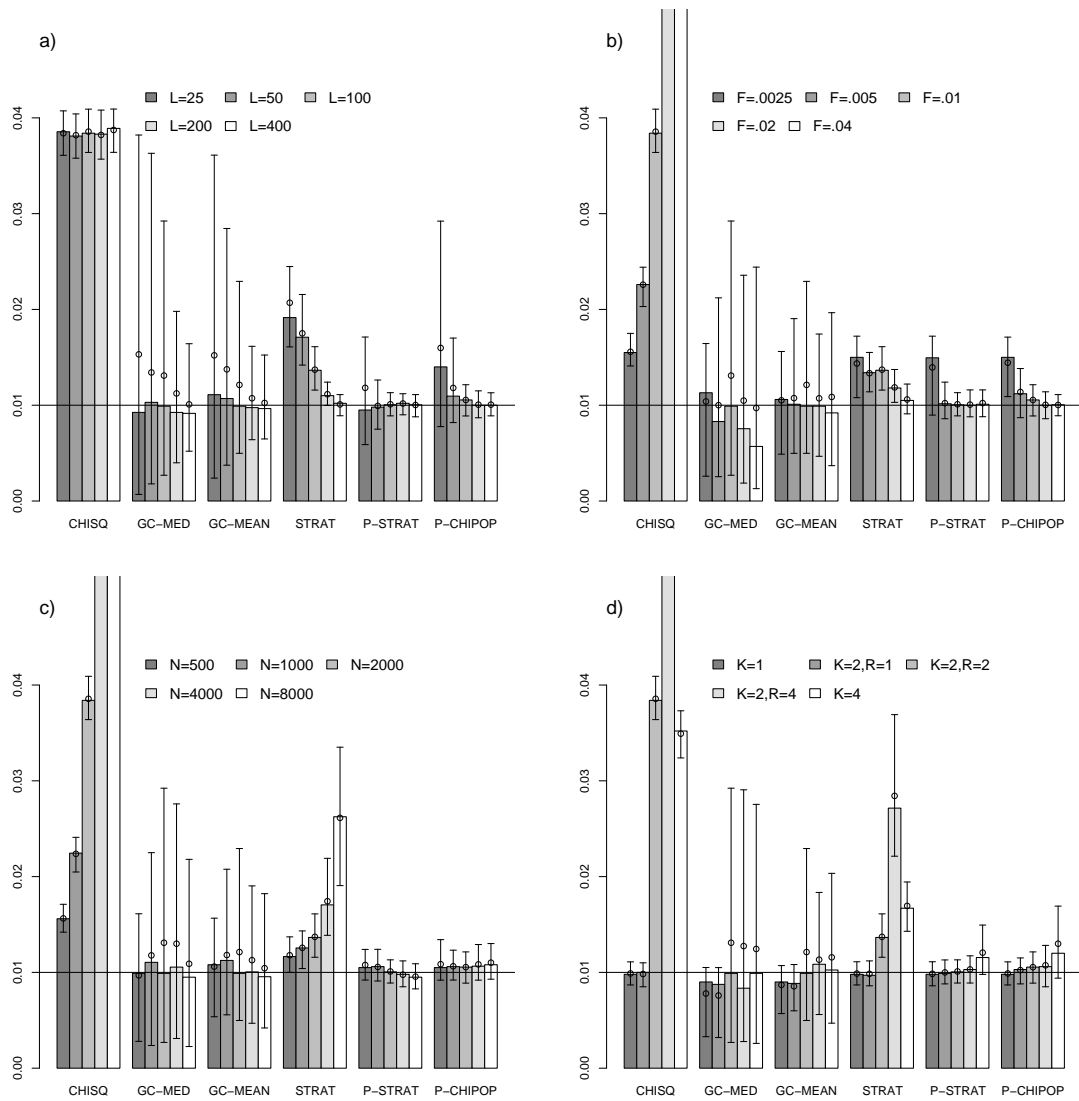 a)
L=25 L=50 L=100
L=200 L=400
0.00 0.01 0.02 0.03 0.04
CHISQ GC−MED GC−MEAN STRAT P−STRAT P−CHIPOP
b)
F=.0025 F=.005 F=.01
F=.02 F=.04
0.00 0.01 0.02 0.03 0.04
CHISQ GC−MED GC−MEAN STRAT P−STRAT P−CHIPOP
c)
N=500 N=1000 N=2000
N=4000 N=8000
0.00 0.01 0.02 0.03 0.04
CHISQ GC−MED GC−MEAN STRAT P−STRAT P−CHIPOP
d)
K=1 K=2,R=1 K=2,R=2
K=2,R=4 K=4
0.00 0.01 0.02 0.03 0.04
CHISQ GC−MED GC−MEAN STRAT P−STRAT P−CHIPOP